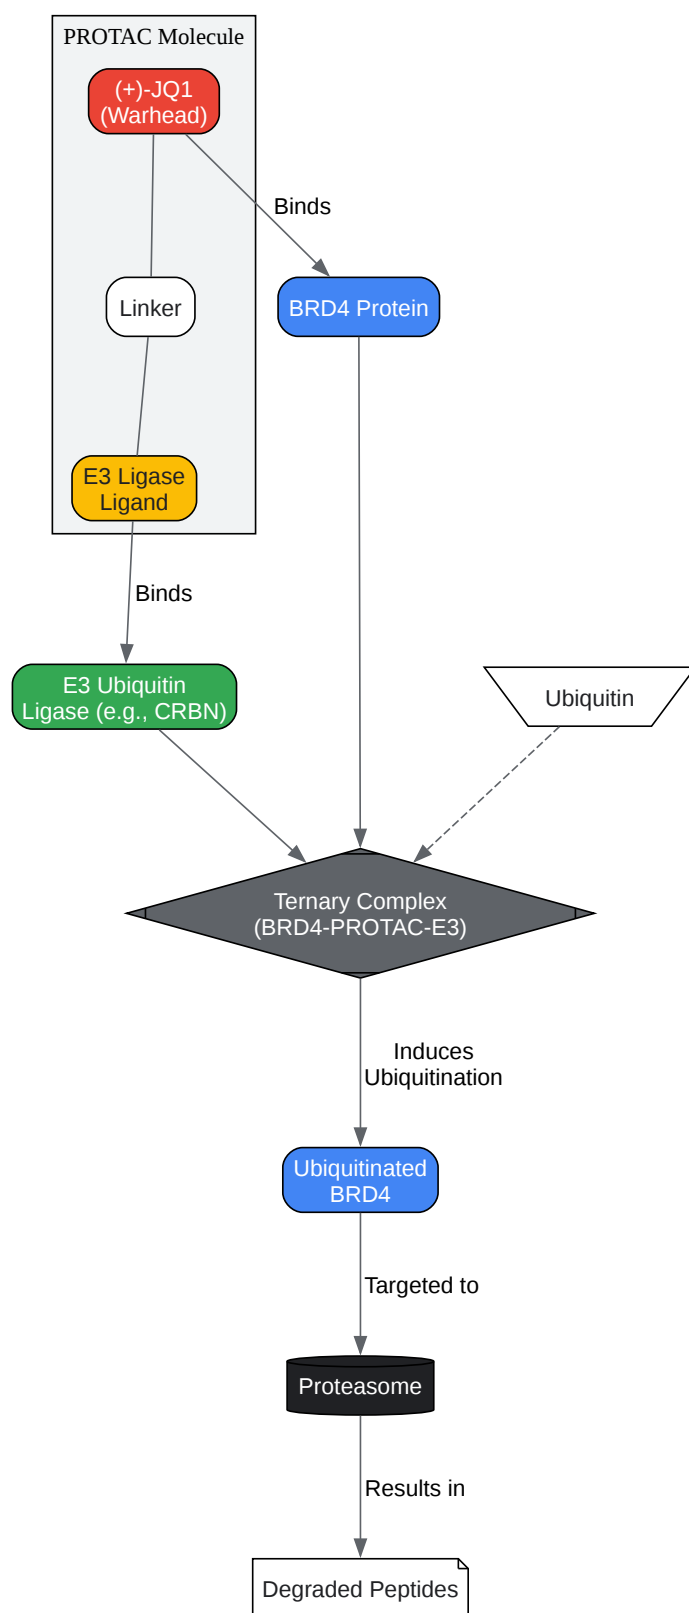 PROTAC Molecule
(+)-JQ1
(Warhead)
Binds
Linker
BRD4 Protein
E3 Ligase
Ligand
Binds
E3 Ubiquitin
Ligase (e.g., CRBN)
Ubiquitin
Ternary Complex
(BRD4-PROTAC-E3)
Induces
Ubiquitination
Ubiquitinated
BRD4
Targeted to
Proteasome
Results in
Degraded Peptides